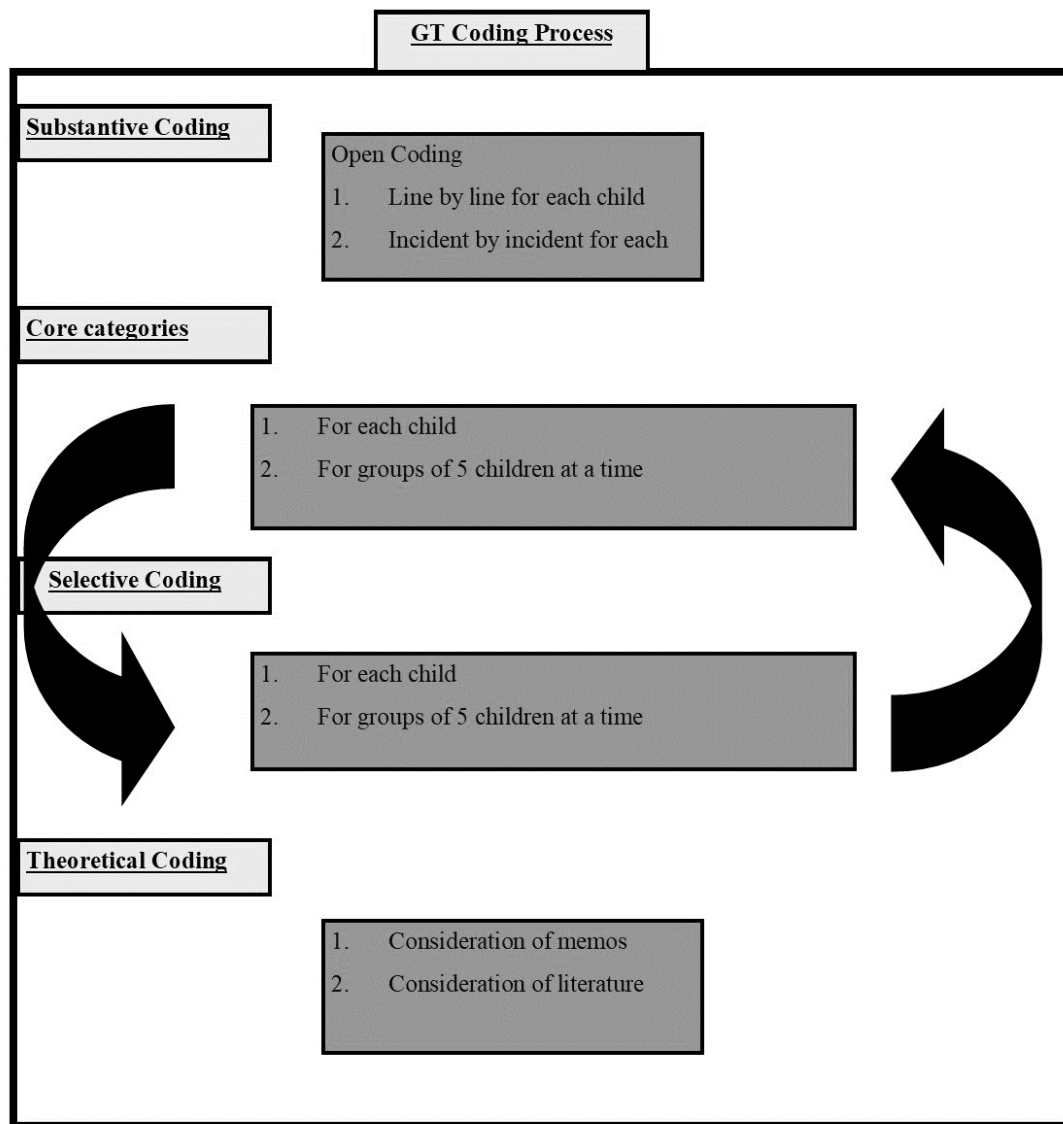 GT Coding Process
Substantive Coding
Open Coding
1. Line by line for each child
2. Incident by incident for each
Core categories
1. For each child
2. For groups of 5 children at a time
Selective Coding
1. For each child
2. For groups of 5 children at a time
Theoretical Coding
1. Consideration of memos
2. Consideration of literature